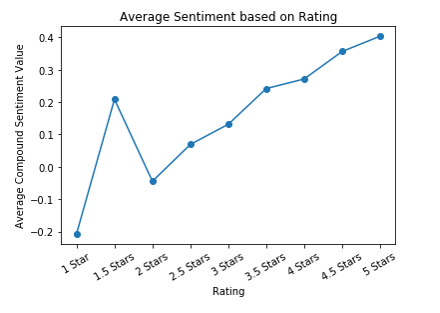 Average Sentiment based on Rating
Average Compound Sentiment Value
0.4
0.3
0.2
0.1
0.0
−0.1
−0.2
1 Star
1.5 Stars
2 Stars
2.5 Stars
3 Stars
3.5 Stars
4 Stars
4.5 Stars
5 Stars
Rating